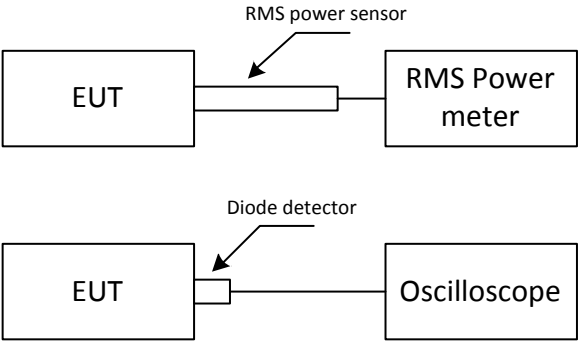 RMS power sensor
EUT
RMS Power
meter
Diode detector
EUT
Oscilloscope